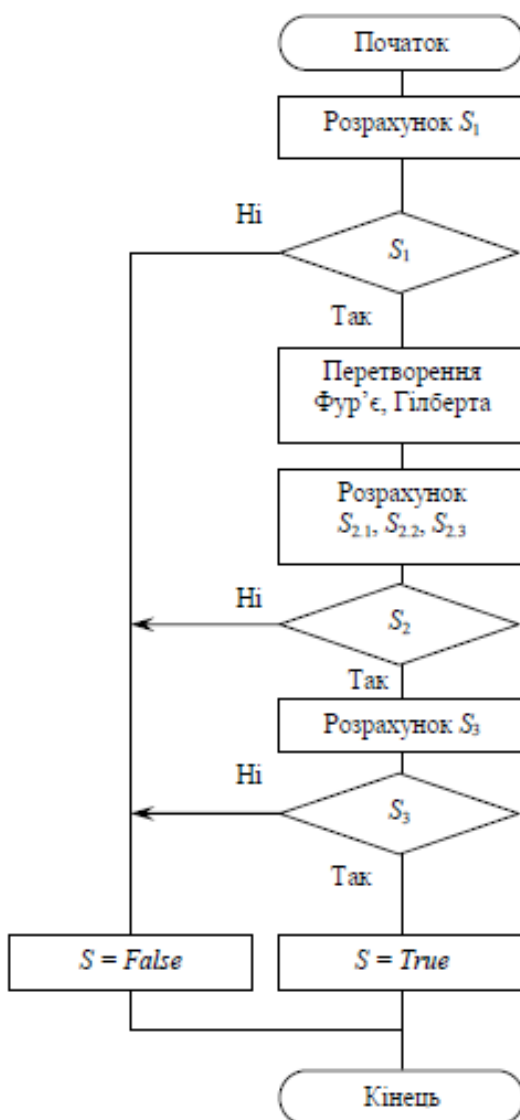 Початок
Розрахунок S₁
Ні
S₁
Так
Перетворення
Фур’є, Гілберта
Розрахунок
S₂.₁, S₂.₂, S₂.₃
Ні
S₂
Так
Розрахунок S₃
Ні
S₃
Так
S = False
S = True
Кінець